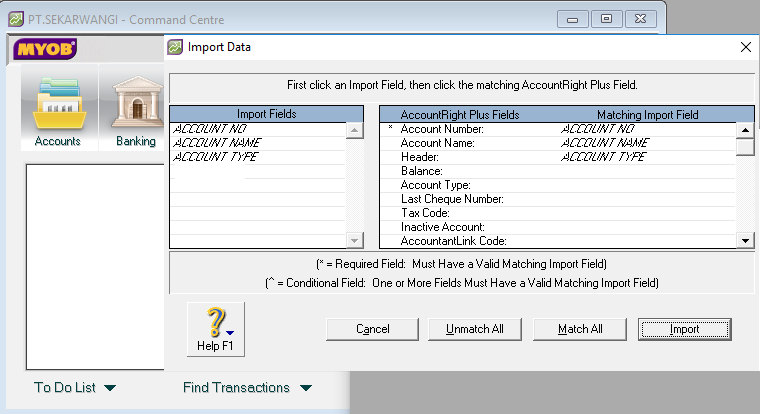 PT.SEKARWANGI - Command Centre
MYOB
Import Data
First click an Import Field, then click the matching AccountRight Plus Field.
Import Fields
ACCOUNT NO
ACCOUNT NAME
ACCOUNT TYPE
AccountRight Plus Fields Matching Import Field
* Account Number: ACCOUNT NO
Account Name: ACCOUNT NAME
Header: ACCOUNT TYPE
Balance:
Account Type:
Last Cheque Number:
Tax Code:
Inactive Account:
AccountantLink Code:
Accounts
Banking
(* = Required Field: Must Have a Valid Matching Import Field)
(^ = Conditional Field: One or More Fields Must Have a Valid Matching Import Field)
Help F1
Cancel
Unmatch All
Match All
Import
To Do List
Find Transactions